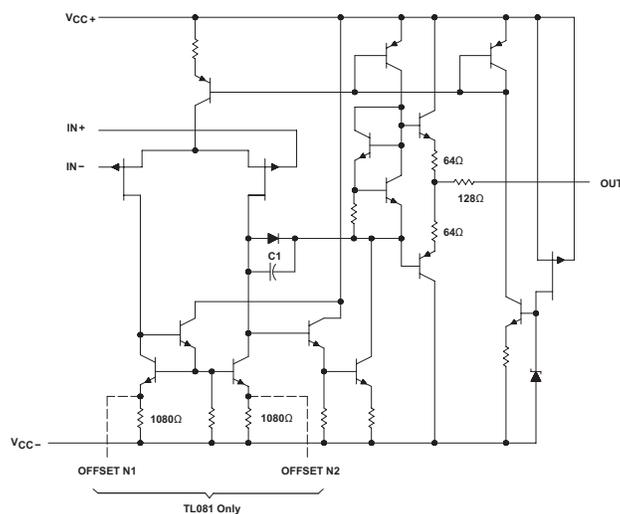 VCC+
IN+
IN−
64Ω
128Ω
OUT
64Ω
C1
1080Ω
1080Ω
VCC−
OFFSET N1
OFFSET N2
TL081 Only